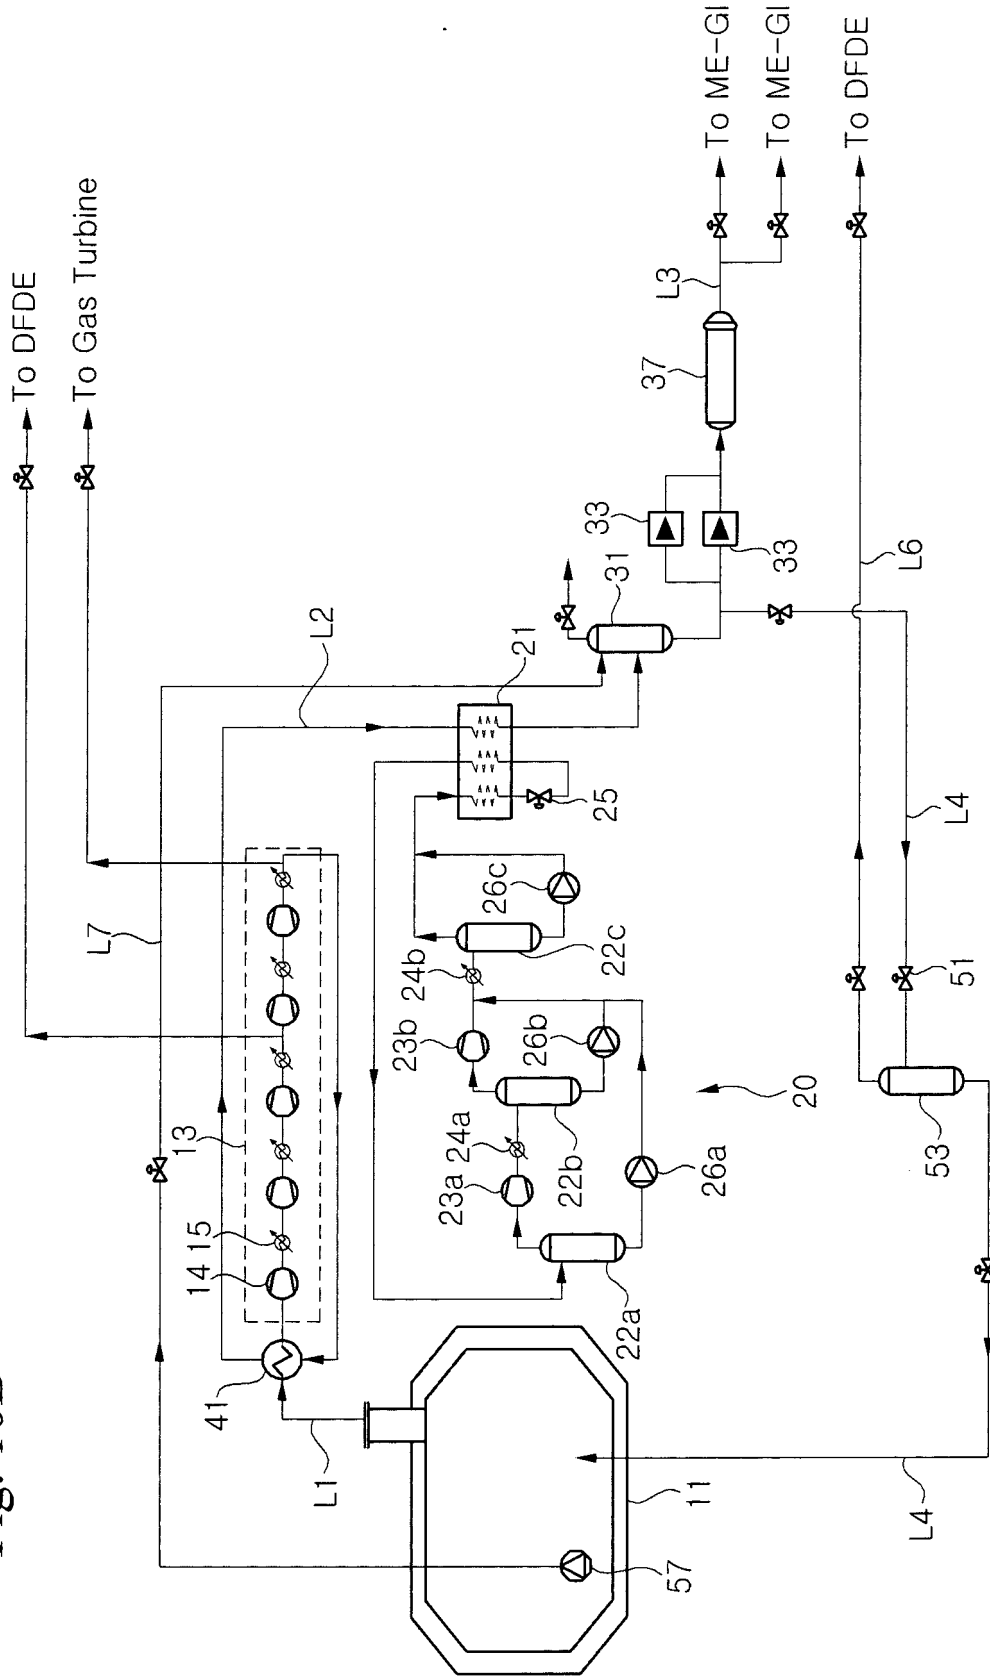 To DFDE
To Gas Turbine
To ME-GI
To ME-GI
To DFDE
L3
37
33
33
31
L2
21
25
L6
L4
51
53
L7
13
14
15
41
L1
26c
22c
24b
23b
26b
24a
22b
23a
26a
22a
20
11
57
L4